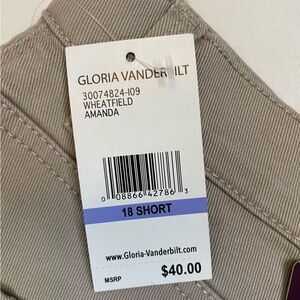 GLORIA VANDERBILT
30074824-I09
WHEATFIELD
AMANDA
0 08866 42786 3
18 SHORT
www.Gloria-Vanderbilt.com
MSRP $40.00